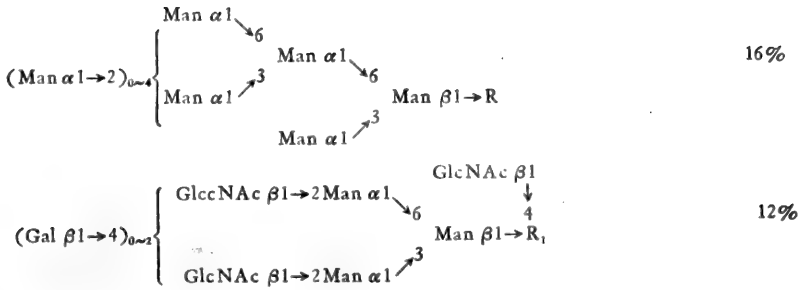 Man α1↘6
Man α1↘6 16%
(Man α1→2)₀~₄{ Man α1↗3 Man β1→R
Man α1↗3
GlcNAc β1
↓
GlccNAc β1→2Man α1↘6 4 12%
(Gal β1→4)₀~₂{ Man β1→R₁
GlcNAc β1→2Man α1↗3